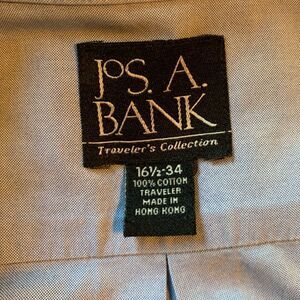 JOS. A.
BANK
Traveler's Collection
16½-34
100% COTTON
TRAVELER
MADE IN
HONG KONG